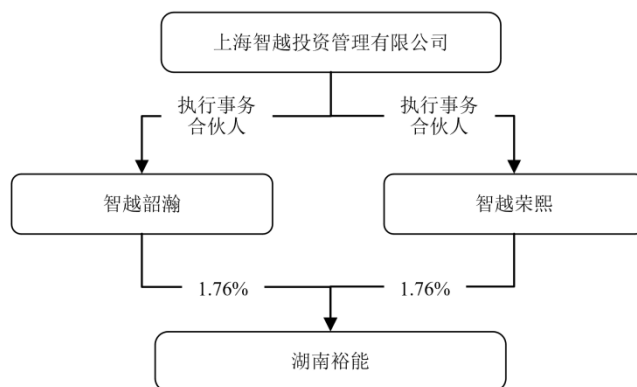 上海智越投资管理有限公司
执行事务
合伙人
执行事务
合伙人
智越韶瀚
智越荣熙
1.76%
1.76%
湖南裕能